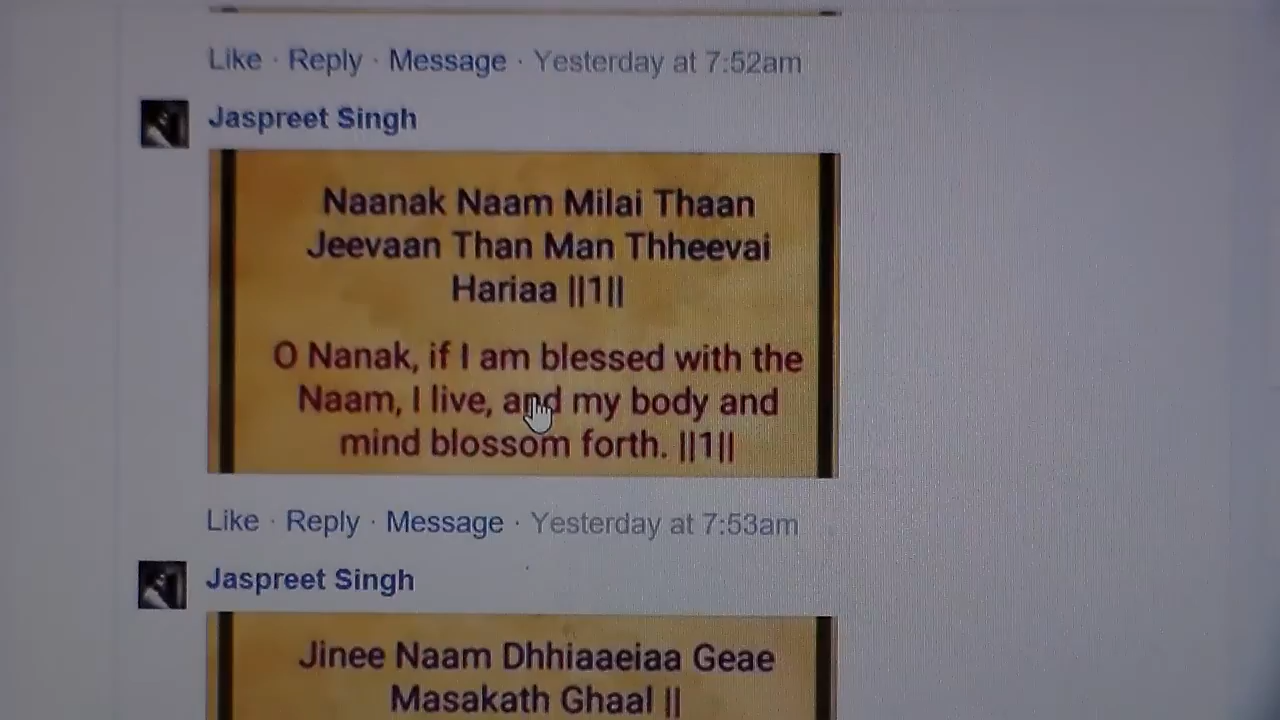 Like · Reply · Message · Yesterday at 7:52am
Jaspreet Singh
Naanak Naam Milai Thaan
Jeevaan Than Man Thheevai
Hariaa ||1||
O Nanak, if I am blessed with the
Naam, I live, and my body and
mind blossom forth. ||1||
Like · Reply · Message · Yesterday at 7:53am
Jaspreet Singh
Jinee Naam Dhhiaaeiaa Geae
Masakath Ghaal ||